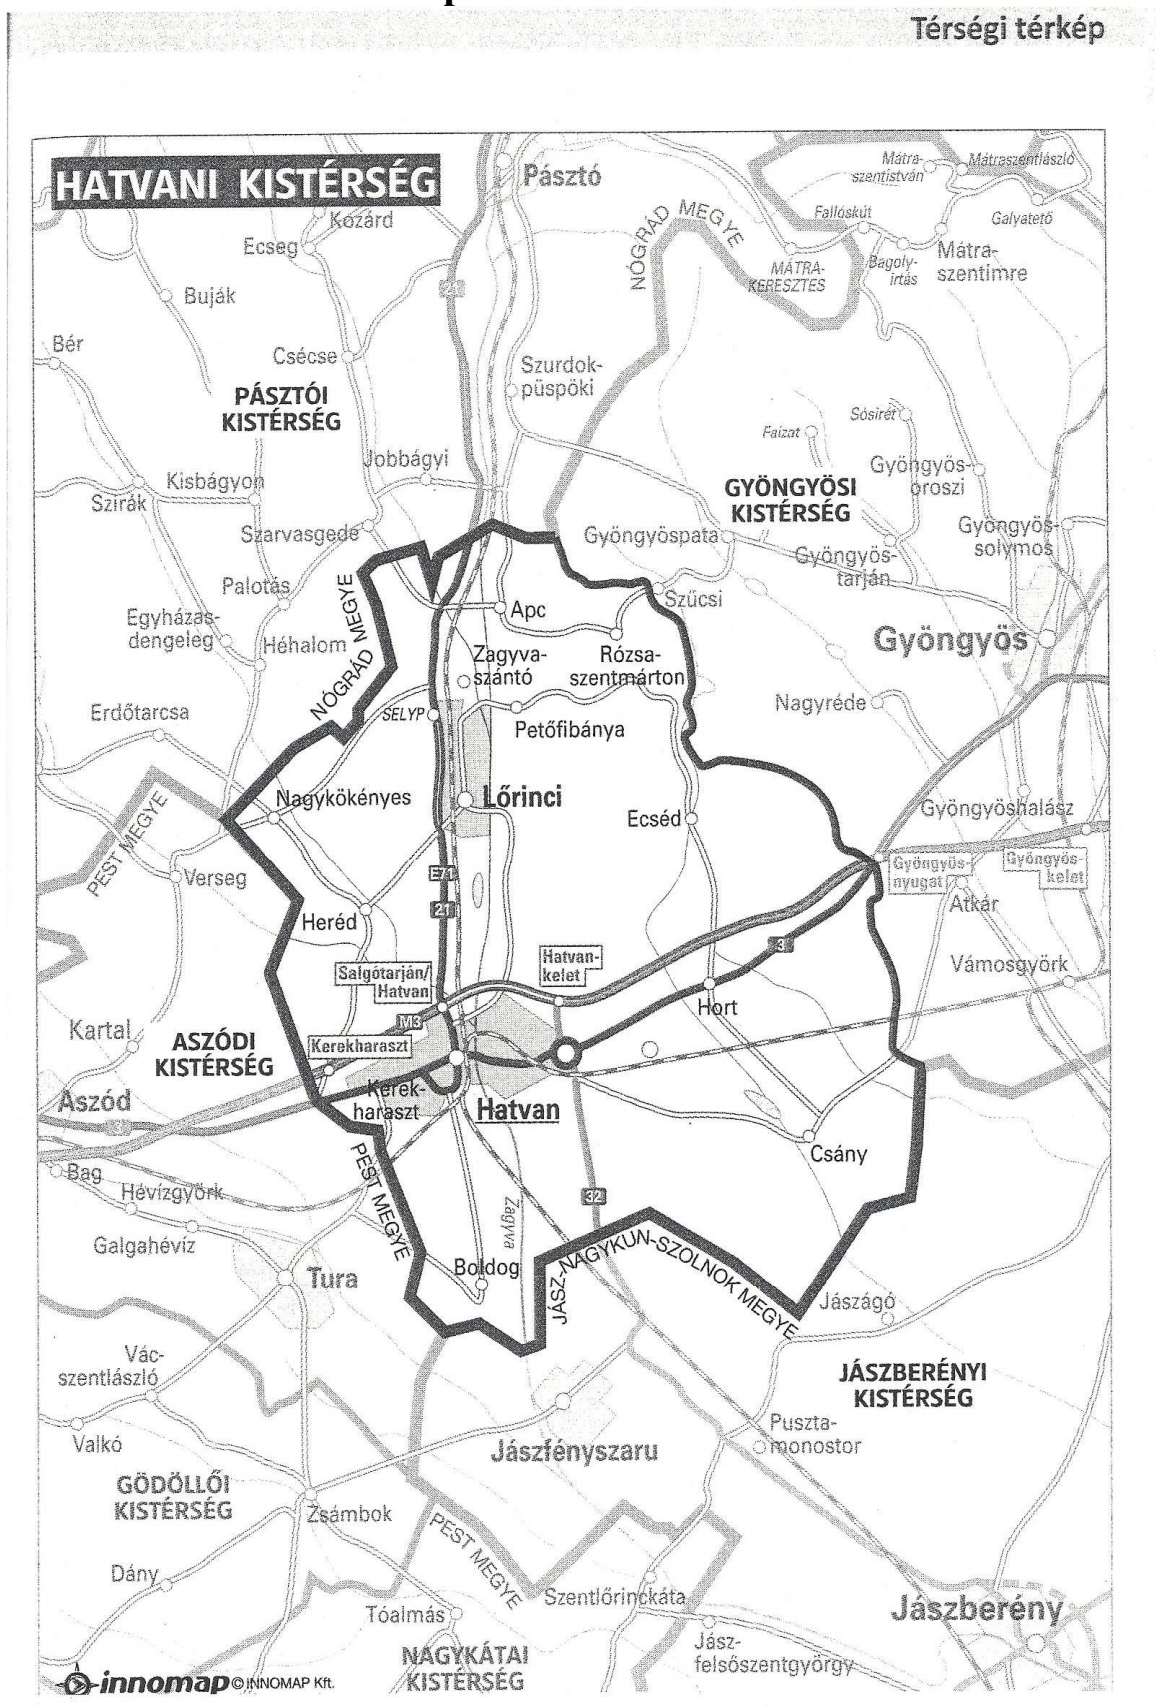 Térségi térkép
HATVANI KISTÉRSÉG
Pásztó
Kozárd
Ecseg
Buják
Bér
Csécse
PÁSZTÓI
KISTÉRSÉG
Szurdok-
püspöki
NÓGRÁD MEGYE
Mátra-
szentistván
Mátraszentlászló
Fallóskút
Galyatető
MÁTRA-
KERESZTES
Bagoly-
irtás
Mátra-
szentimre
21
Sósirét
Faizat
Jobbágyi
Kisbágyon
Szirák
Szarvasgede
GYÖNGYÖSI
KISTÉRSÉG
Gyöngyös-
oroszi
Gyöngyöspata
Gyöngyös-
tarján
Gyöngyös-
solymos
Palotás
NÓGRÁD MEGYE
Apc
Szűcsi
Egyházas-
dengeleg
Héhalom
Zagyva-
szántó
Rózsa-
szentmárton
Gyöngyös
Erdőtarcsa
SELYP
Petőfibánya
Nagyréde
Nagykökényes
Lőrinci
Ecséd
Gyöngyöshalász
PEST MEGYE
Verseg
E71
21
Gyöngyös-
nyugat
Gyöngyös-
kelet
Atkár
Heréd
3
Salgótarján/
Hatvan
Hatvan-
kelet
Vámosgyörk
Hort
Kartal
ASZÓDI
KISTÉRSÉG
M3
Kerekharaszt
Aszód
3
Kerek-
haraszt
Hatvan
Csány
Bag
Hévízgyörk
Galgahévíz
PEST MEGYE
Zagyva
32
Tura
Boldog
JÁSZ-NAGYKUN-SZOLNOK MEGYE
Jászágó
Vác-
szentlászló
JÁSZBERÉNYI
KISTÉRSÉG
Valkó
Jászfényszaru
Puszta-
monostor
GÖDÖLLŐI
KISTÉRSÉG
Zsámbok
PEST MEGYE
Dány
Tóalmás
Szentlőrinckáta
Jászberény
NAGYKÁTAI
KISTÉRSÉG
Jász-
felsőszentgyörgy
innomap © INNOMAP Kft.